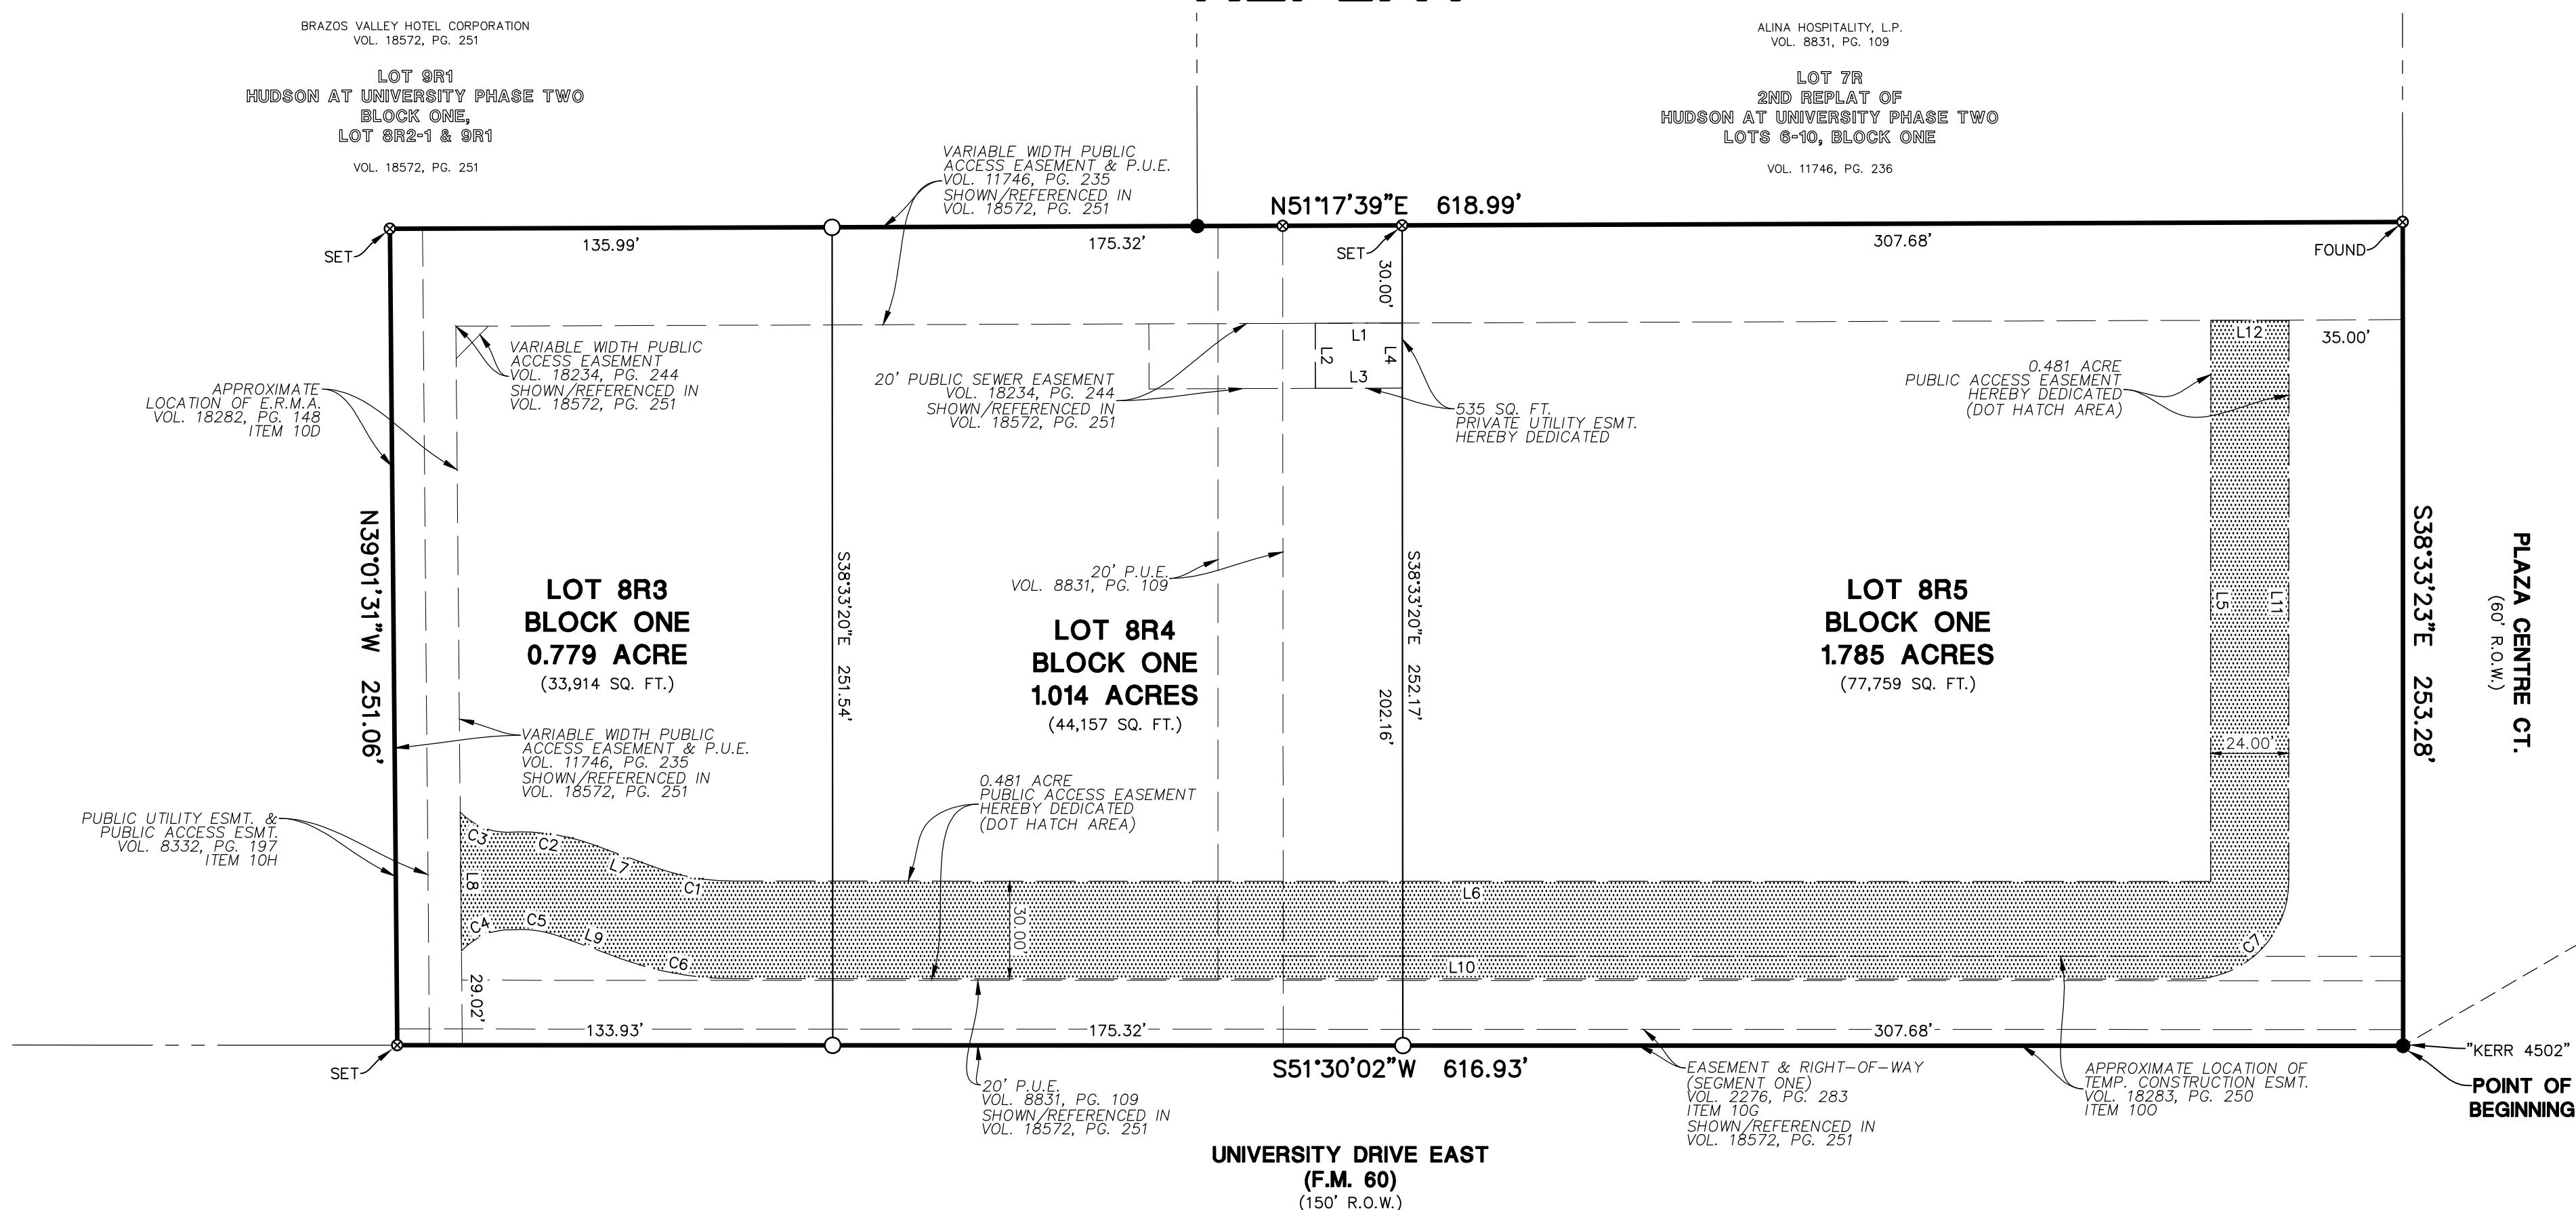 BRAZOS VALLEY HOTEL CORPORATION
VOL. 18572, PG. 251
LOT 9R1
HUDSON AT UNIVERSITY PHASE TWO
BLOCK ONE,
LOT 8R2-1 & 9R1
VOL. 18572, PG. 251
ALINA HOSPITALITY, L.P.
VOL. 8831, PG. 109
LOT 7R
2ND REPLAT OF
HUDSON AT UNIVERSITY PHASE TWO
LOTS 6-10, BLOCK ONE
VOL. 11746, PG. 236
VARIABLE WIDTH PUBLIC
ACCESS EASEMENT & P.U.E.
VOL. 11746, PG. 235
SHOWN/REFERENCED IN
VOL. 18572, PG. 251
N51°17'39"E 618.99'
SET
135.99'
175.32'
SET
30.00'
307.68'
FOUND
VARIABLE WIDTH PUBLIC
ACCESS EASEMENT
VOL. 18234, PG. 244
SHOWN/REFERENCED IN
VOL. 18572, PG. 251
APPROXIMATE
LOCATION OF E.R.M.A.
VOL. 18282, PG. 148
ITEM 10D
20' PUBLIC SEWER EASEMENT
VOL. 18234, PG. 244
SHOWN/REFERENCED IN
VOL. 18572, PG. 251
L1
L2
L4
L3
535 SQ. FT.
PRIVATE UTILITY ESMT.
HEREBY DEDICATED
0.481 ACRE
PUBLIC ACCESS EASEMENT
HEREBY DEDICATED
(DOT HATCH AREA)
L12
35.00'
N39°01'31"W 251.06'
LOT 8R3
BLOCK ONE
0.779 ACRE
(33,914 SQ. FT.)
S38°33'20"E 251.54'
20' P.U.E.
VOL. 8831, PG. 109
LOT 8R4
BLOCK ONE
1.014 ACRES
(44,157 SQ. FT.)
S38°33'20"E 252.17'
202.16'
LOT 8R5
BLOCK ONE
1.785 ACRES
(77,759 SQ. FT.)
L5
L11
24.00'
S38°33'23"E 253.28'
PLAZA CENTRE CT.
(60' R.O.W.)
VARIABLE WIDTH PUBLIC
ACCESS EASEMENT & P.U.E.
VOL. 11746, PG. 235
SHOWN/REFERENCED IN
VOL. 18572, PG. 251
PUBLIC UTILITY ESMT. &
PUBLIC ACCESS ESMT.
VOL. 8332, PG. 197
ITEM 10H
0.481 ACRE
PUBLIC ACCESS EASEMENT
HEREBY DEDICATED
(DOT HATCH AREA)
C3
C2
L7
C1
L8
C4
C5
L9
C6
L6
30.00'
L10
C7
29.02'
133.93'
175.32'
307.68'
SET
S51°30'02"W 616.93'
20' P.U.E.
VOL. 8831, PG. 109
SHOWN/REFERENCED IN
VOL. 18572, PG. 251
EASEMENT & RIGHT-OF-WAY
(SEGMENT ONE)
VOL. 2276, PG. 283
ITEM 10G
SHOWN/REFERENCED IN
VOL. 18572, PG. 251
APPROXIMATE LOCATION OF
TEMP. CONSTRUCTION ESMT.
VOL. 18283, PG. 250
ITEM 10O
"KERR 4502"
POINT OF
BEGINNING
UNIVERSITY DRIVE EAST
(F.M. 60)
(150' R.O.W.)